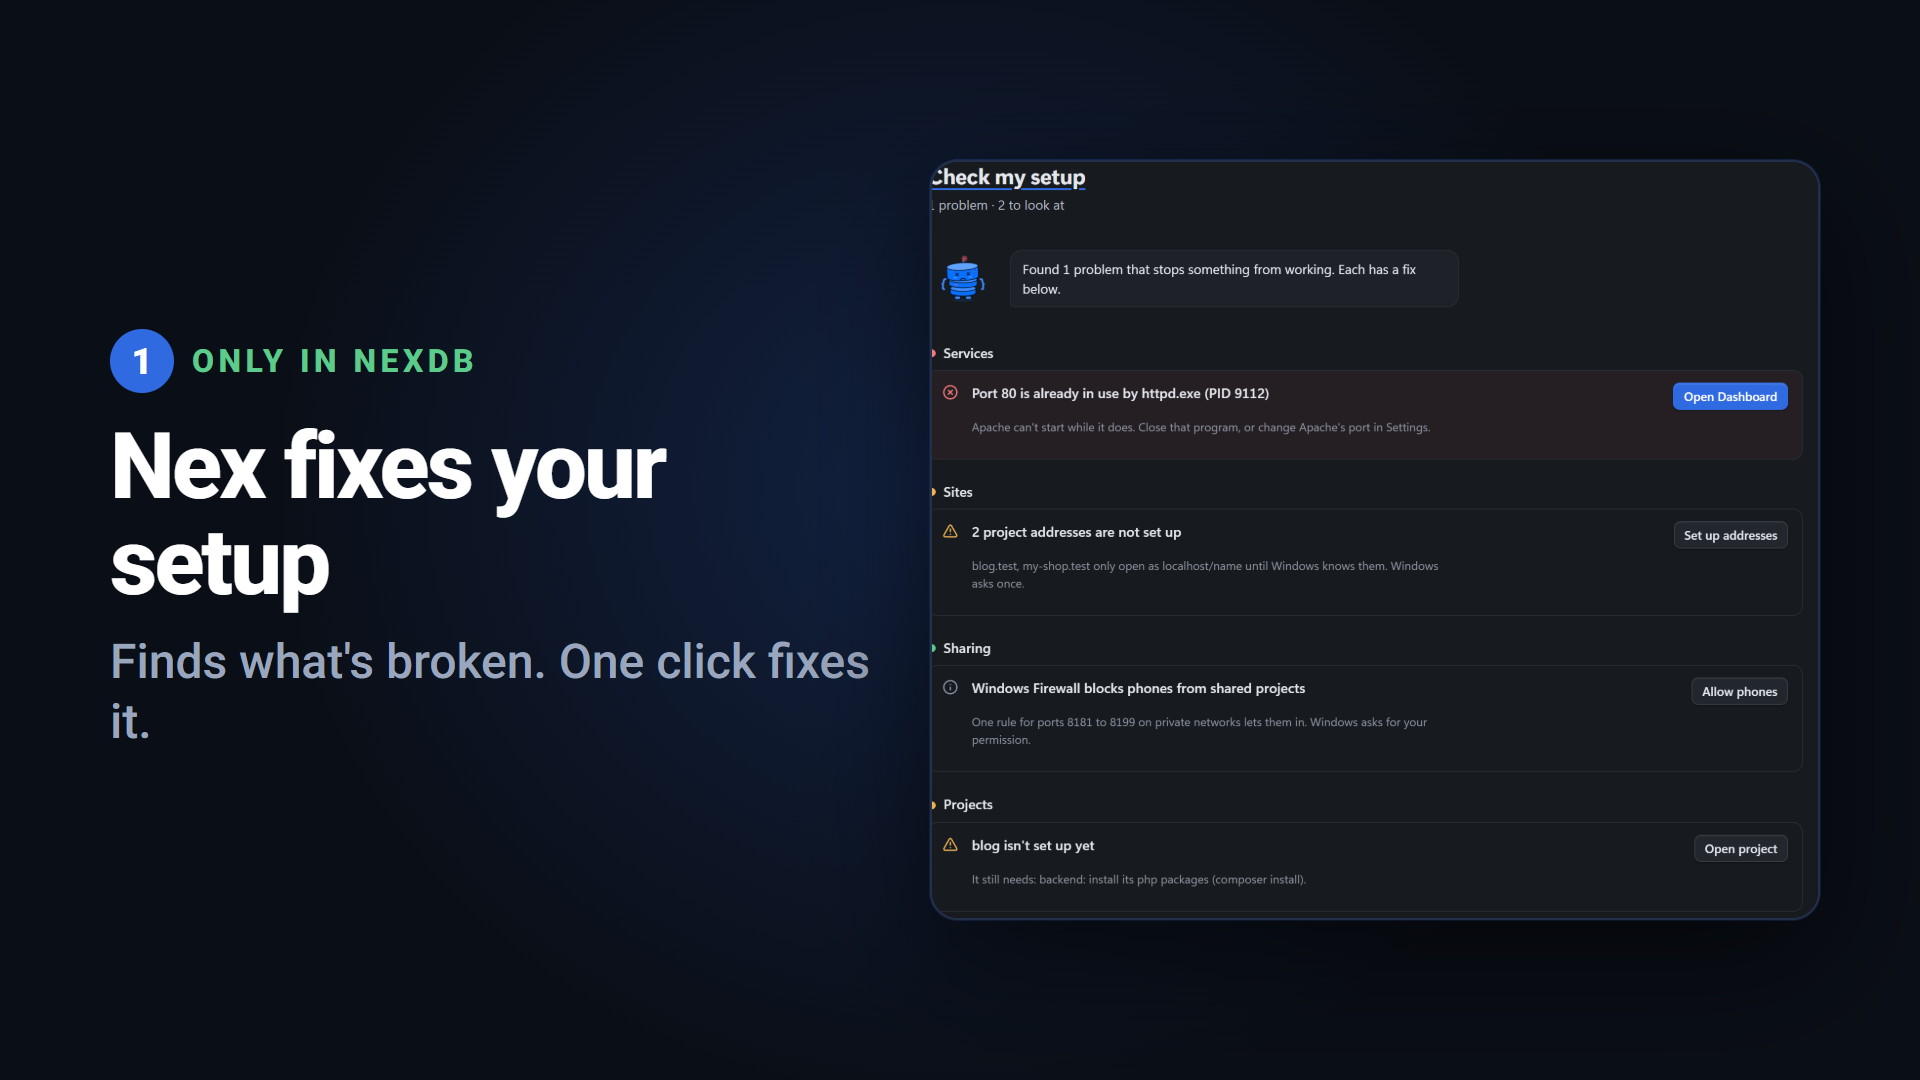 1 ONLY IN NEXDB
Nex fixes your
setup
Finds what's broken. One click fixes
it.
Check my setup
1 problem · 2 to look at
Found 1 problem that stops something from working. Each has a fix
below.
Services
Port 80 is already in use by httpd.exe (PID 9112)
Open Dashboard
Apache can't start while it does. Close that program, or change Apache's port in Settings.
Sites
2 project addresses are not set up
Set up addresses
blog.test, my-shop.test only open as localhost/name until Windows knows them. Windows
asks once.
Sharing
Windows Firewall blocks phones from shared projects
Allow phones
One rule for ports 8181 to 8199 on private networks lets them in. Windows asks for your
permission.
Projects
blog isn't set up yet
Open project
It still needs: backend: install its php packages (composer install).